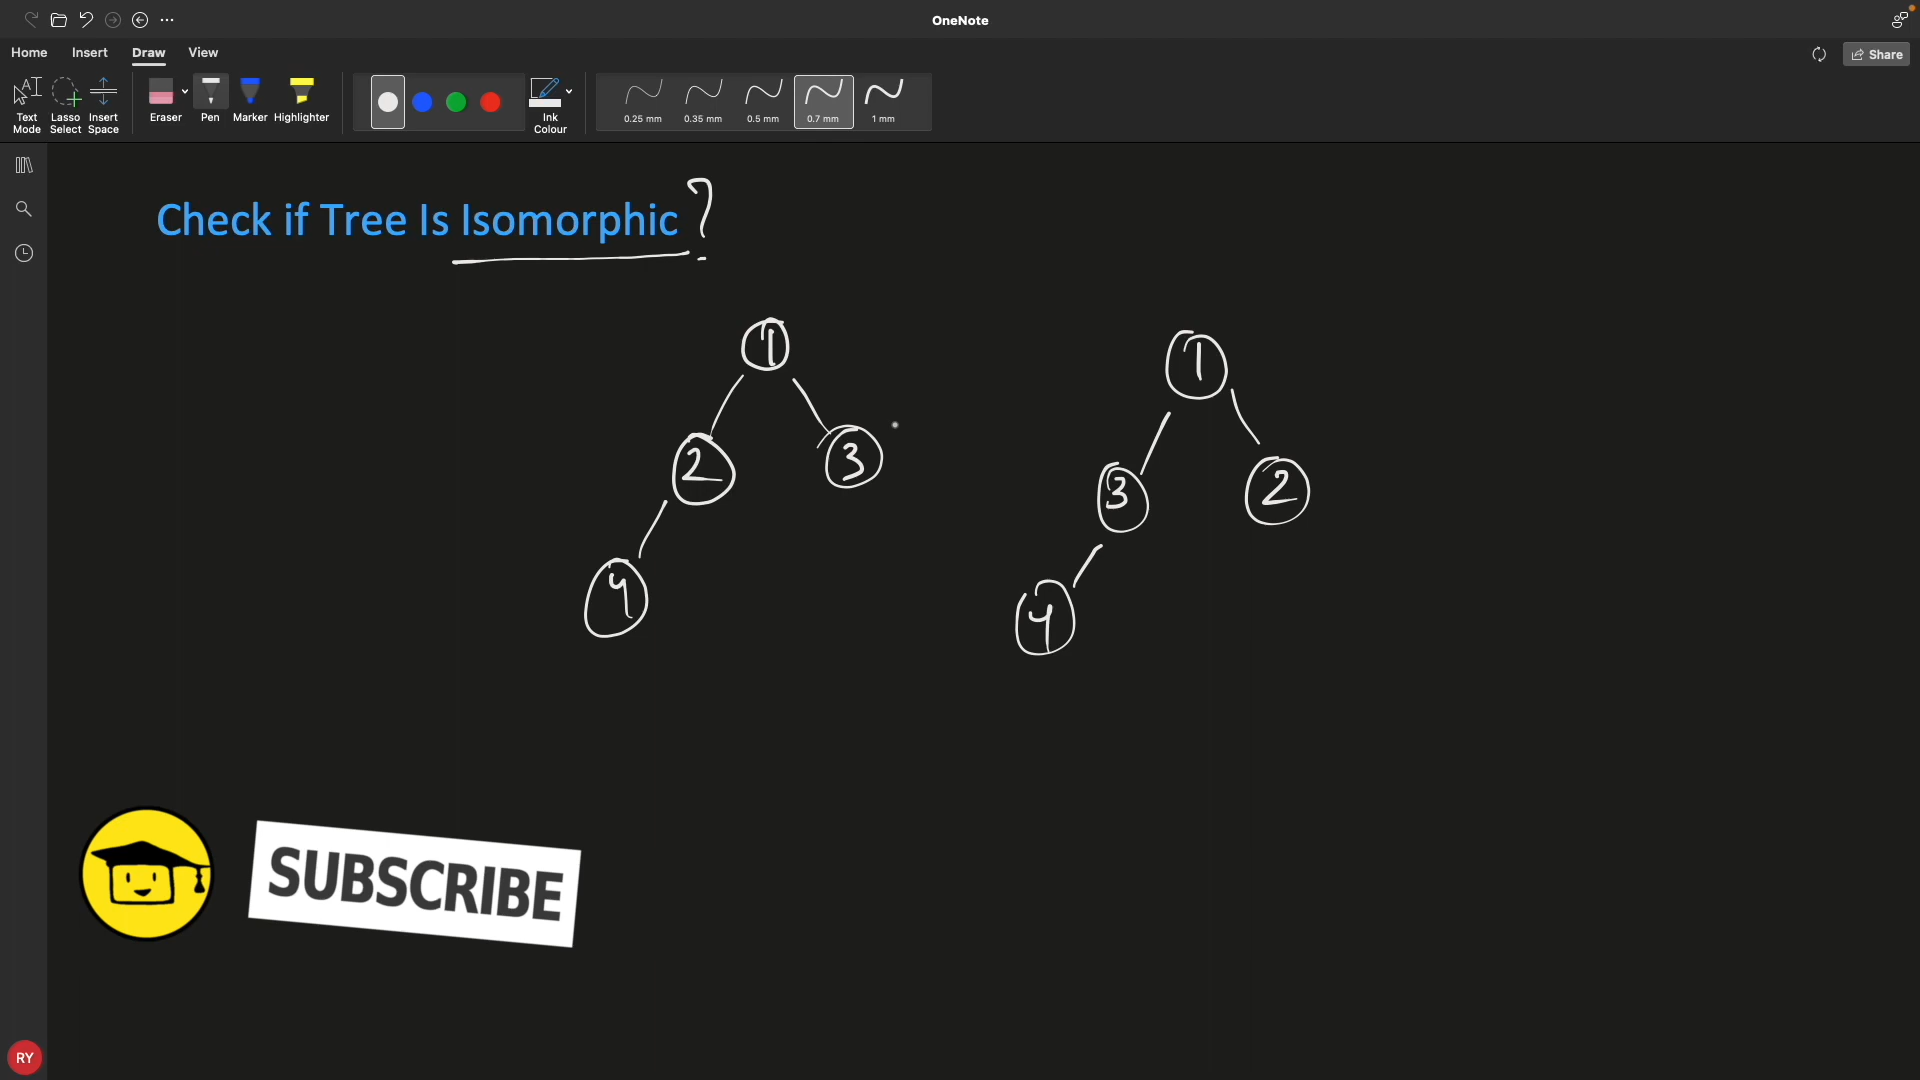 OneNote
Home Insert Draw View
Share
Text Mode
Lasso Select
Insert Space
Eraser
Pen
Marker
Highlighter
Ink Colour
0.25 mm
0.35 mm
0.5 mm
0.7 mm
1 mm
Check if Tree Is Isomorphic ?
1
2
3
4
1
3
2
4
SUBSCRIBE
RY